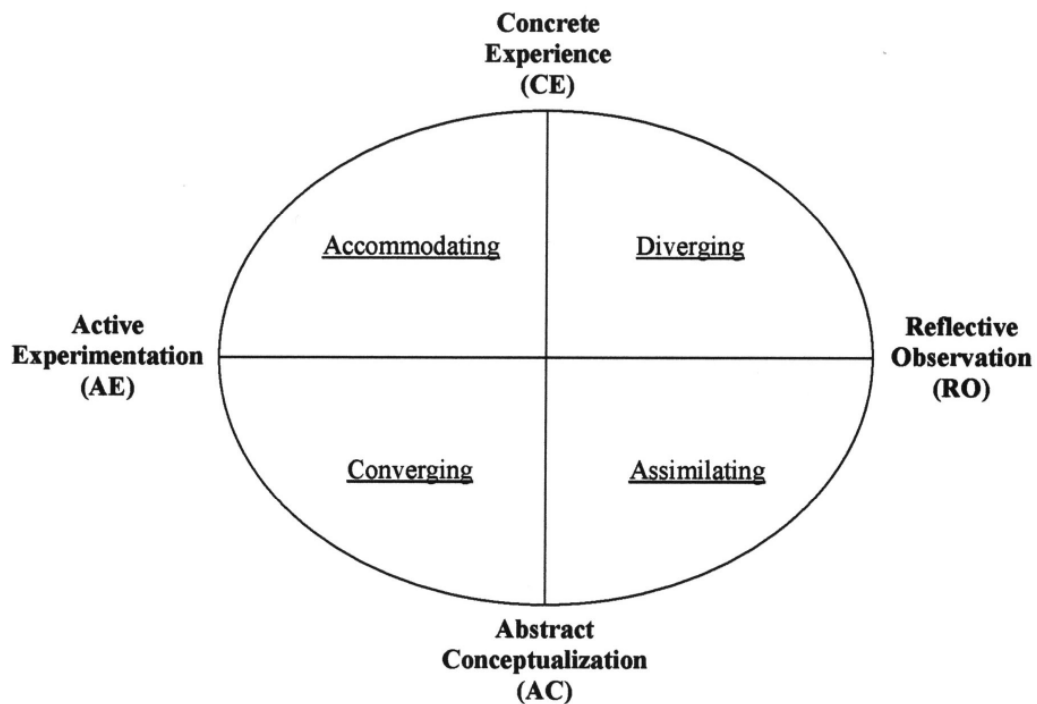 Concrete
Experience
(CE)
Accommodating
Diverging
Active
Experimentation
(AE)
Reflective
Observation
(RO)
Converging
Assimilating
Abstract
Conceptualization
(AC)